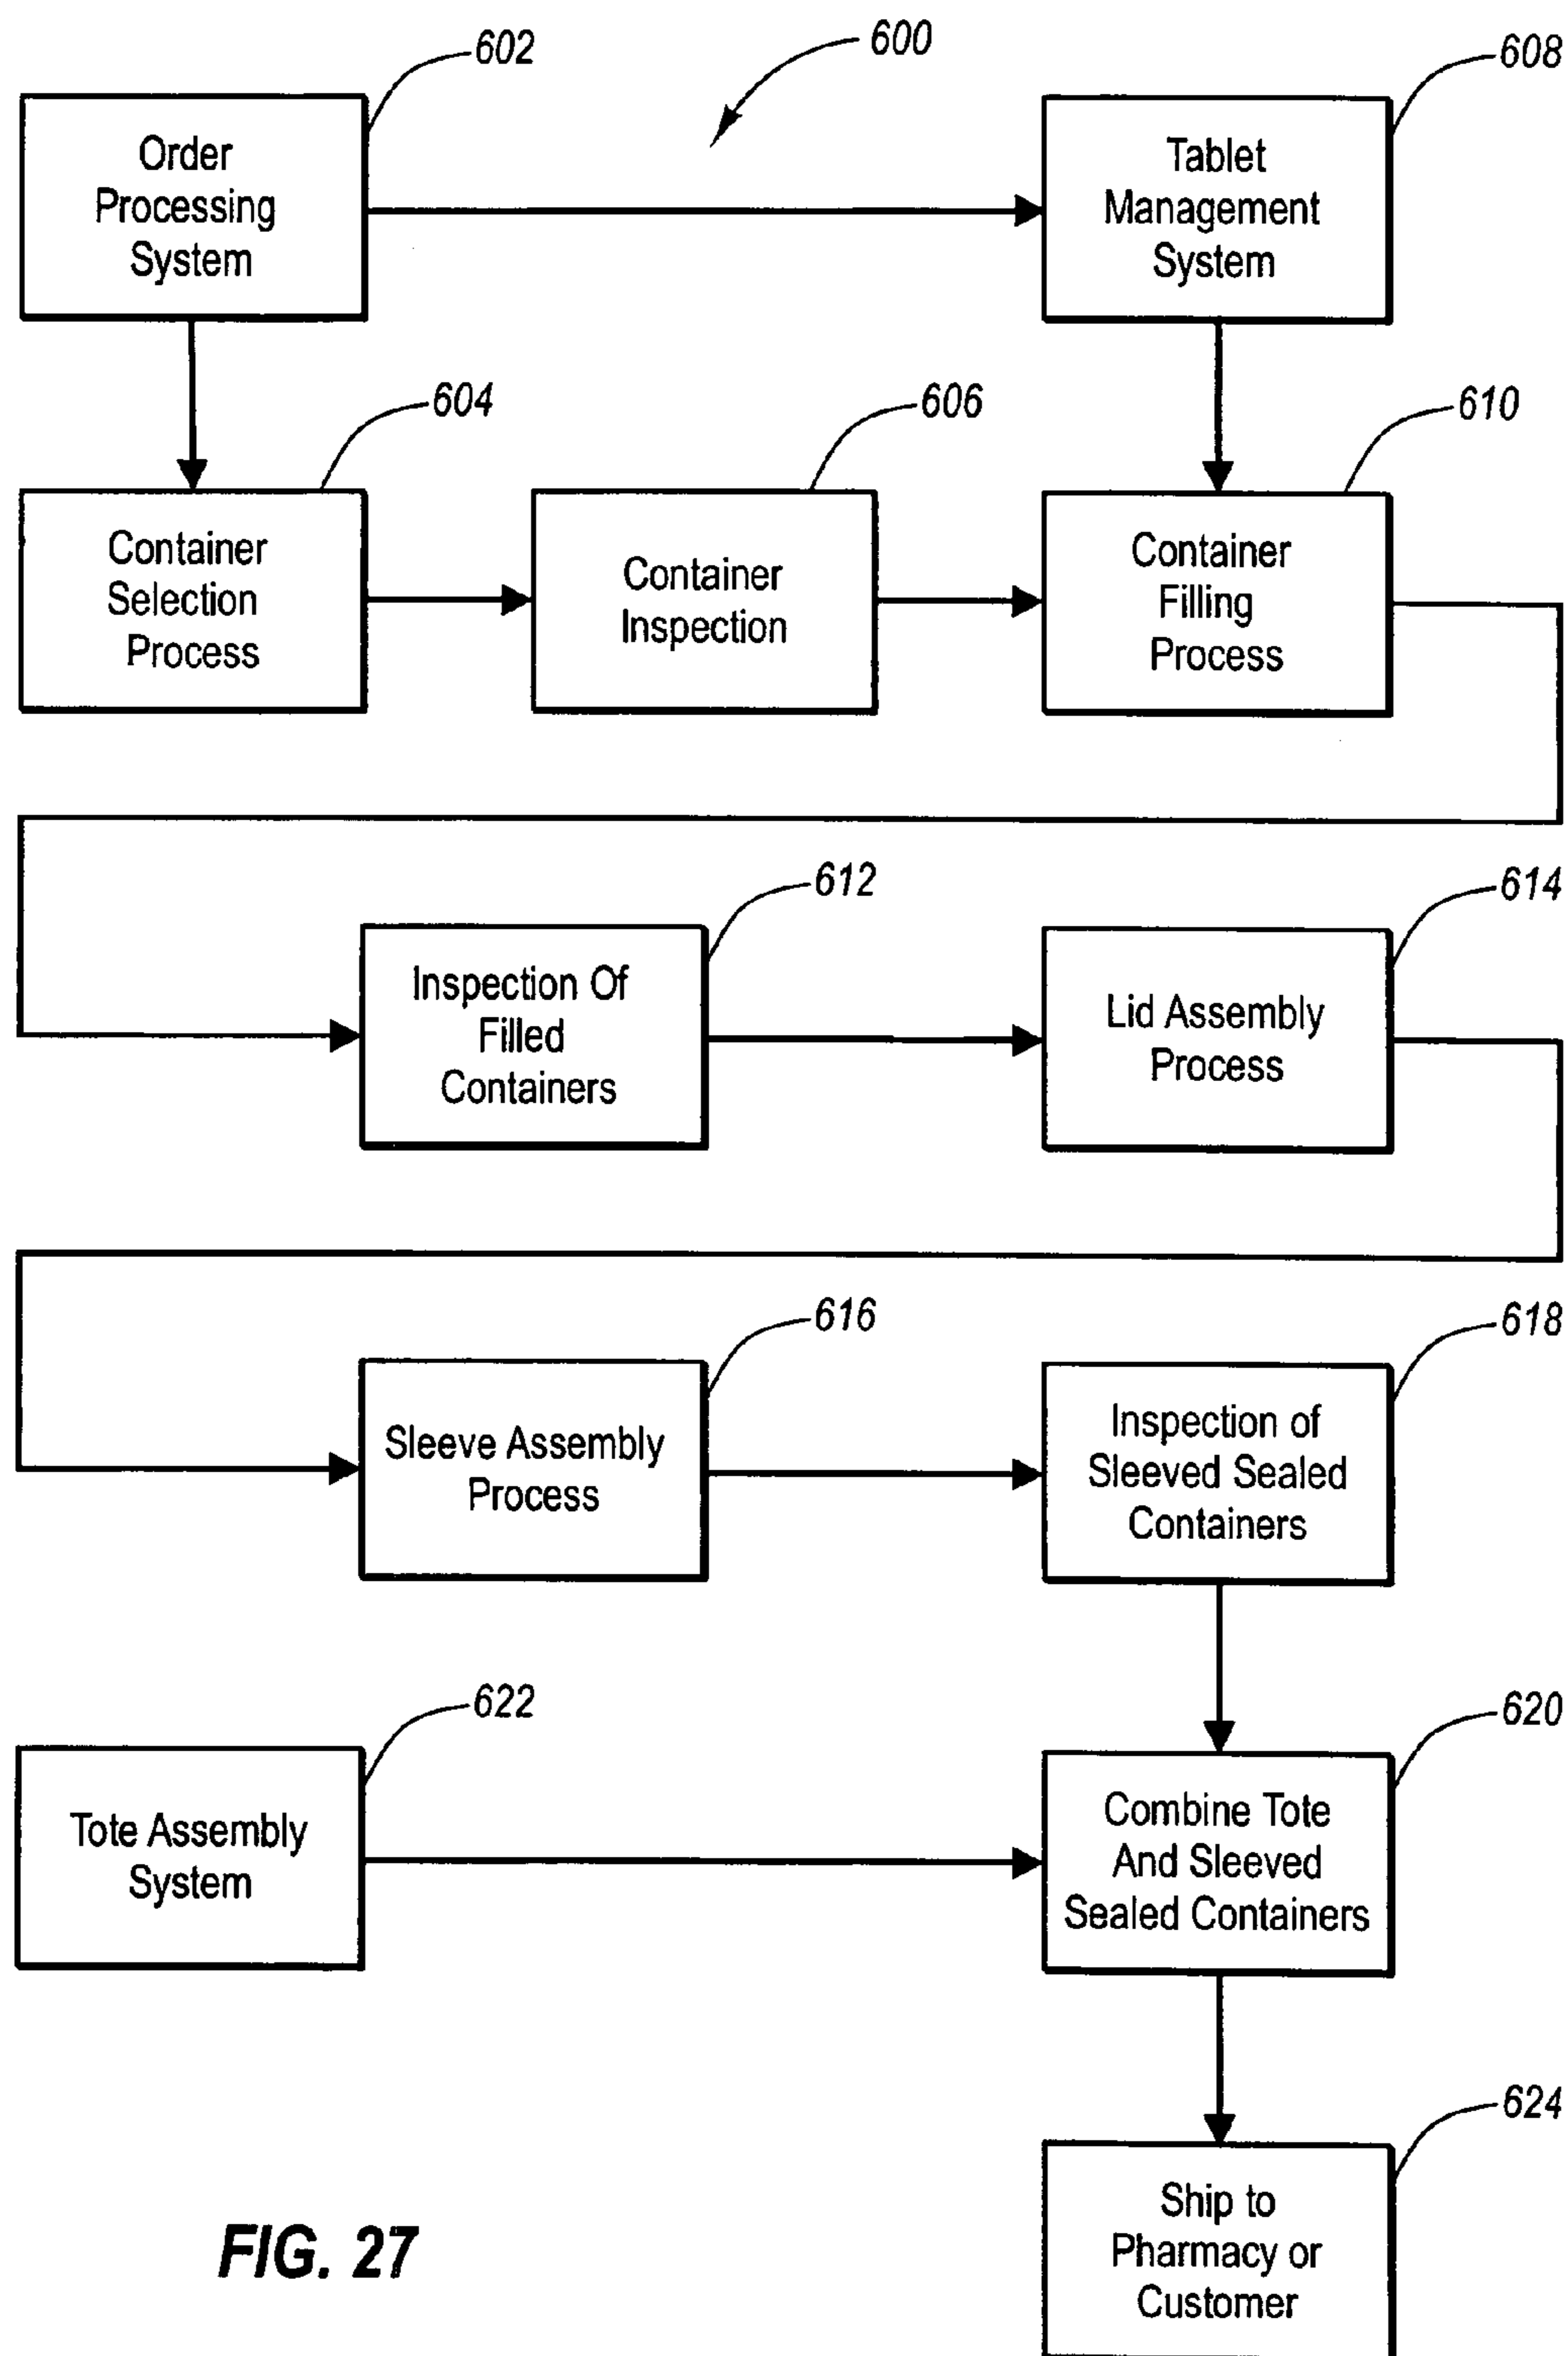 602
600
608
Order
Processing
System
Tablet
Management
System
604
606
610
Container
Selection
Process
Container
Inspection
Container
Filling
Process
612
614
Inspection Of
Filled
Containers
Lid Assembly
Process
616
618
Sleeve Assembly
Process
Inspection of
Sleeved Sealed
Containers
622
620
Tote Assembly
System
Combine Tote
And Sleeved
Sealed Containers
624
Ship to
Pharmacy or
Customer
FIG. 27